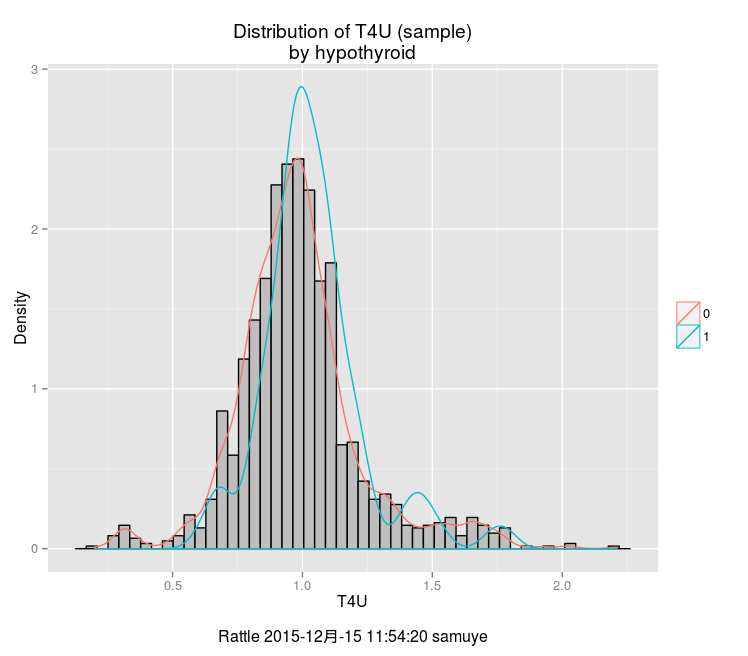 Distribution of T4U (sample)
by hypothyroid
3
2
1
0
Density
0.5
1.0
1.5
2.0
T4U
0
1
Rattle 2015-12月-15 11:54:20 samuye